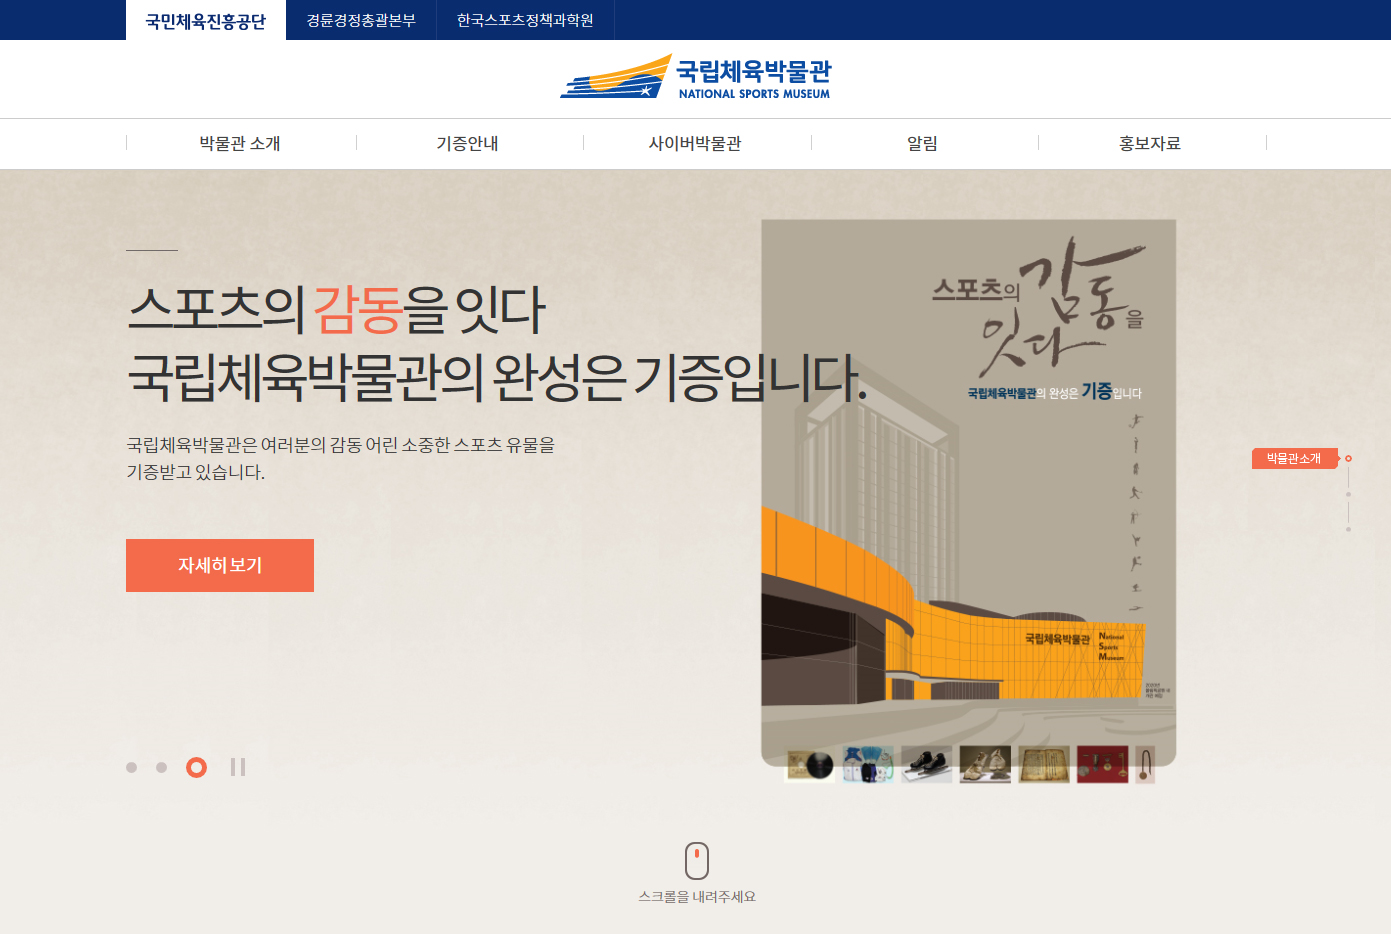 국민체육진흥공단 경륜경정총괄본부 한국스포츠정책과학원
국립체육박물관
NATIONAL SPORTS MUSEUM
박물관 소개 기증안내 사이버박물관 알림 홍보자료
스포츠의 감동을 잇다
국립체육박물관의 완성은 기증입니다.
국립체육박물관은 여러분의 감동 어린 소중한 스포츠 유물을
기증받고 있습니다.
자세히 보기
스포츠의 감동을
잇다
국립체육박물관의 완성은 기증입니다
국립체육박물관
National
Sports
Museum
박물관소개
스크롤을 내려주세요